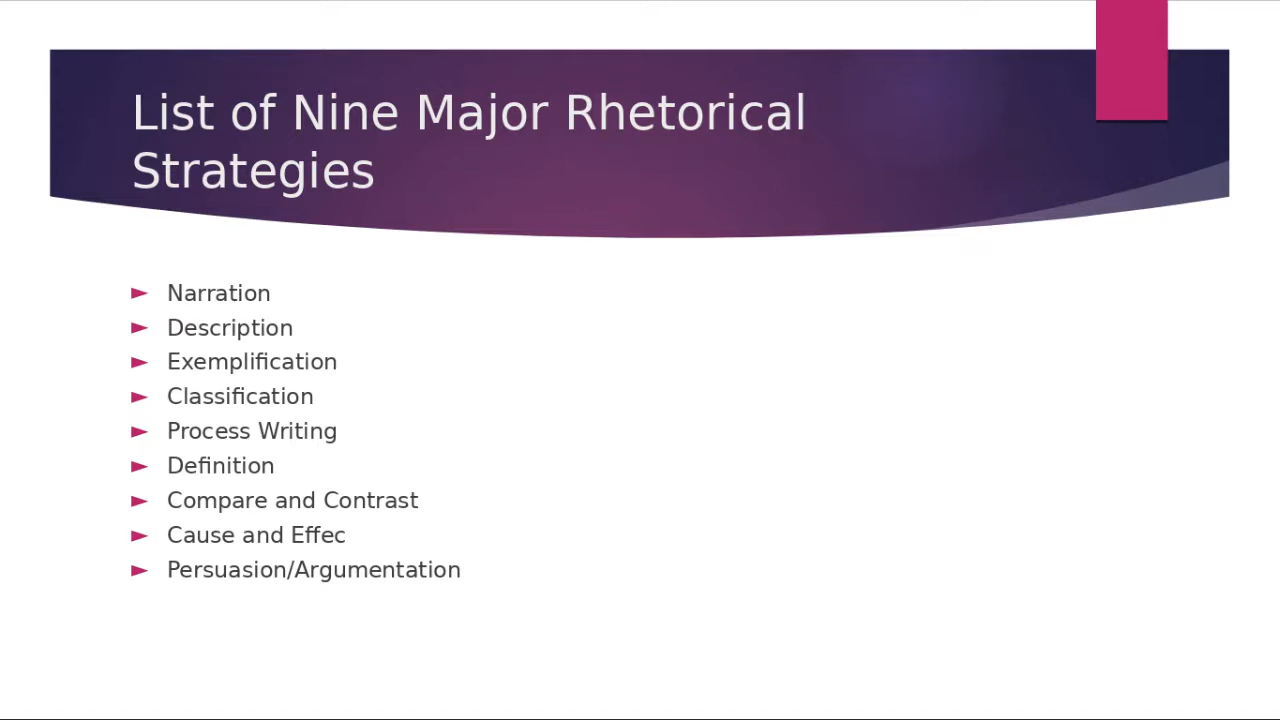 List of Nine Major Rhetorical
Strategies
► Narration
► Description
► Exemplification
► Classification
► Process Writing
► Definition
► Compare and Contrast
► Cause and Effec
► Persuasion/Argumentation